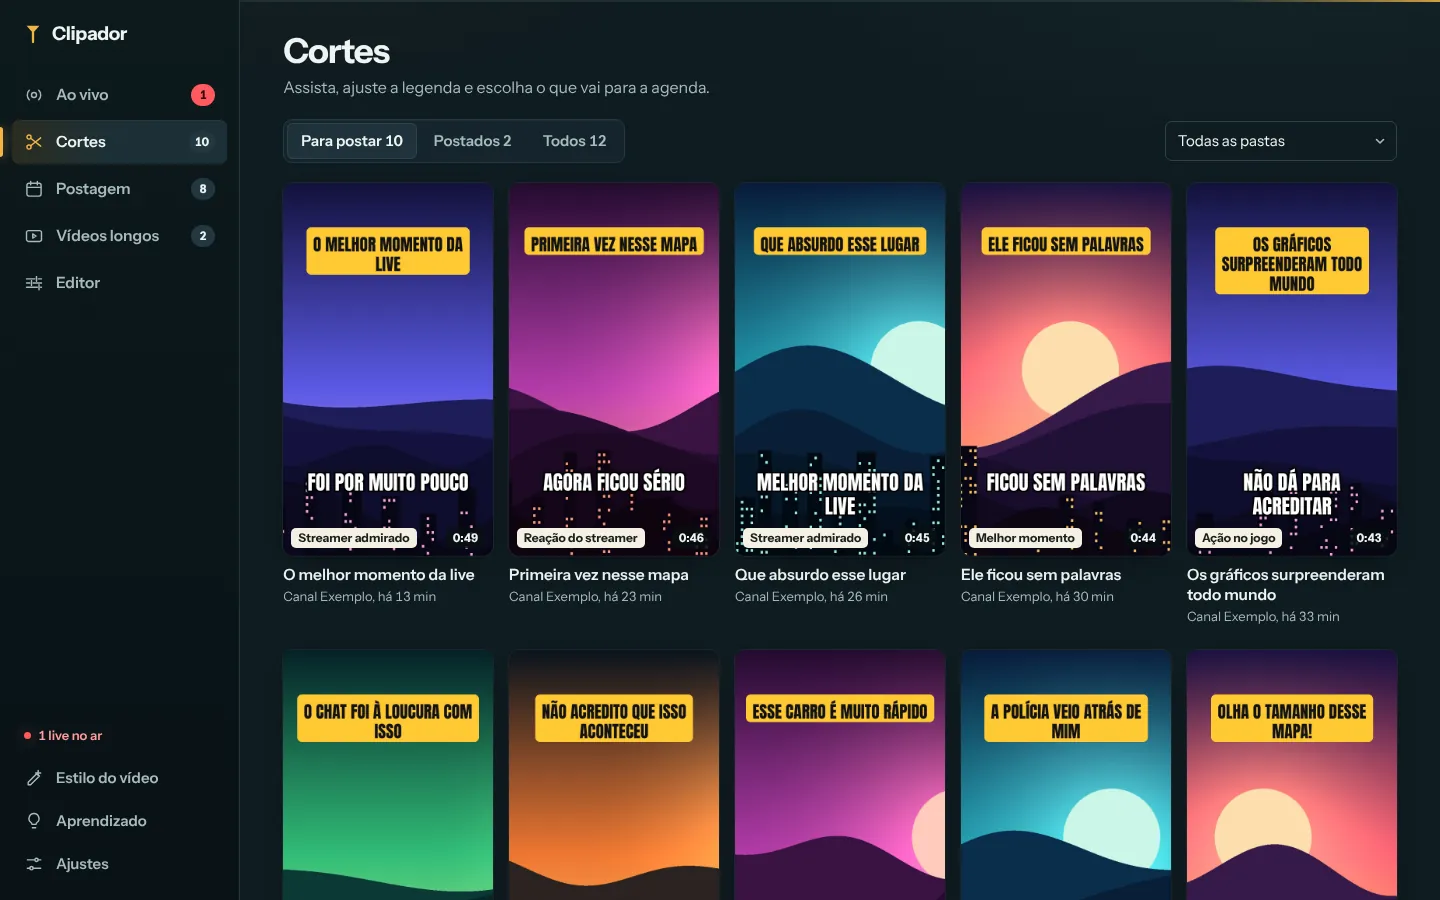 Clipador
Ao vivo 1
Cortes 10
Postagem 8
Vídeos longos 2
Editor
1 live no ar
Estilo do vídeo
Aprendizado
Ajustes
Cortes
Assista, ajuste a legenda e escolha o que vai para a agenda.
Para postar 10 Postados 2 Todos 12
Todas as pastas
O MELHOR MOMENTO DA
LIVE
FOI POR MUITO POUCO
Streamer admirado 0:49
O melhor momento da live
Canal Exemplo, há 13 min
PRIMEIRA VEZ NESSE MAPA
AGORA FICOU SÉRIO
Reação do streamer 0:46
Primeira vez nesse mapa
Canal Exemplo, há 23 min
QUE ABSURDO ESSE LUGAR
MELHOR MOMENTO DA
LIVE
Streamer admirado 0:45
Que absurdo esse lugar
Canal Exemplo, há 26 min
ELE FICOU SEM PALAVRAS
FICOU SEM PALAVRAS
Melhor momento 0:44
Ele ficou sem palavras
Canal Exemplo, há 30 min
OS GRÁFICOS
SURPREENDERAM TODO
MUNDO
NÃO DÁ PARA
ACREDITAR
Ação no jogo 0:43
Os gráficos surpreenderam
todo mundo
Canal Exemplo, há 33 min
O CHAT FOI À LOUCURA COM
ISSO
NÃO ACREDITO QUE ISSO
ACONTECEU
ESSE CARRO É MUITO RÁPIDO
A POLÍCIA VEIO ATRÁS DE
MIM
OLHA O TAMANHO DESSE
MAPA!